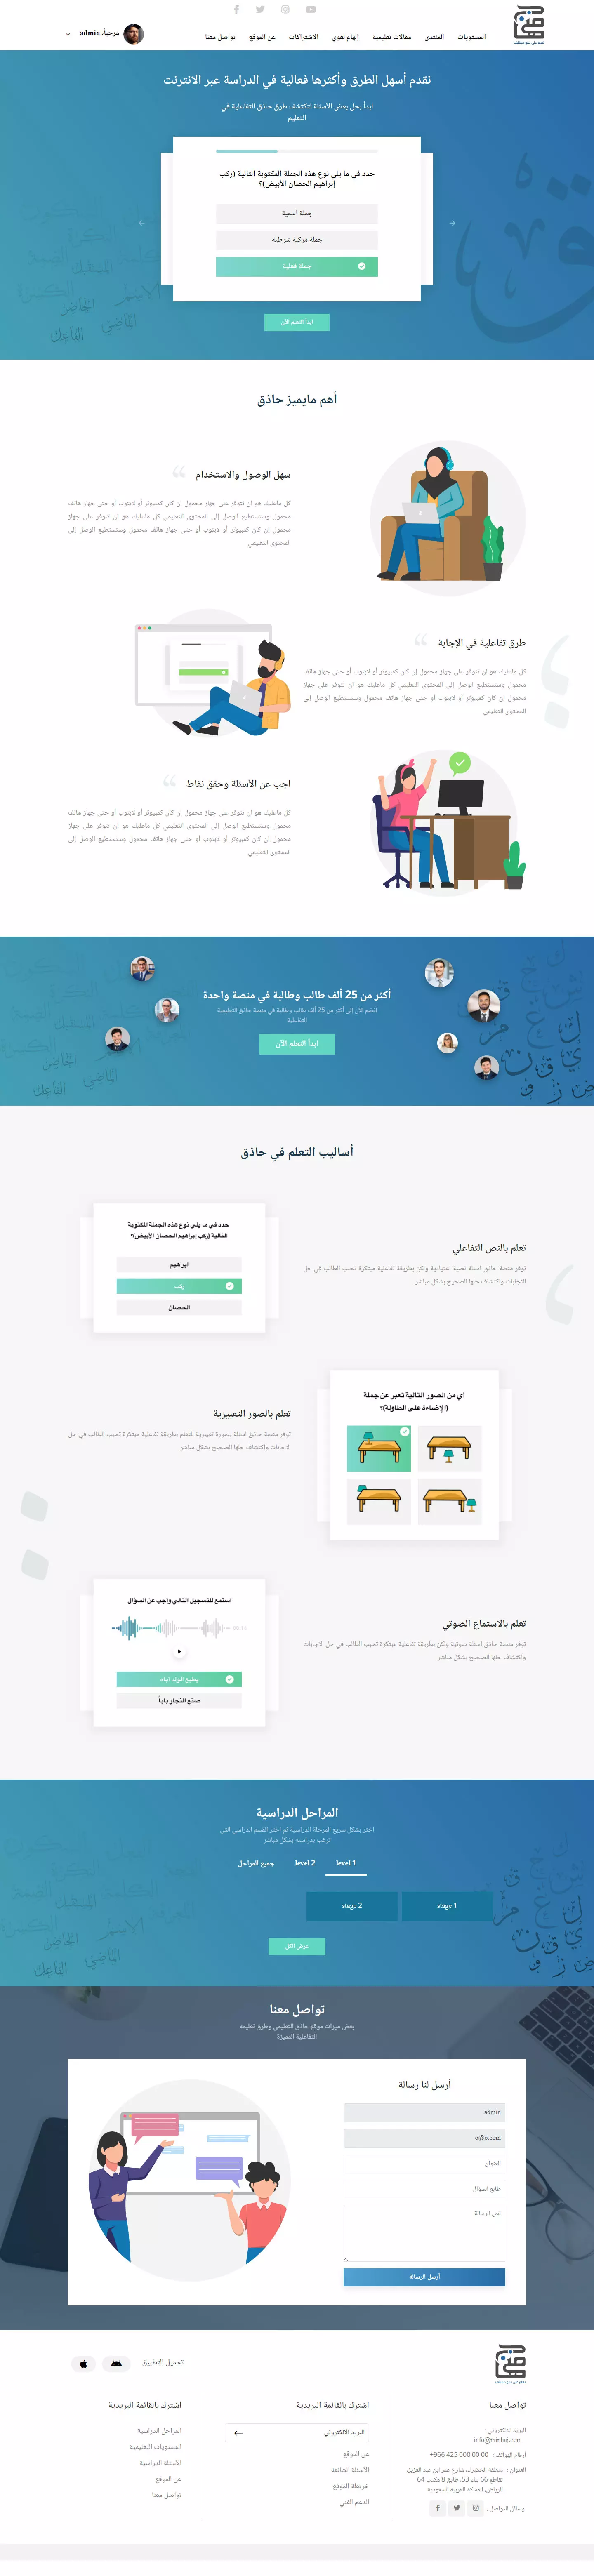 المستويات
المنتدى
مقالات تعليمية
إلهام لغوي
الاشتراكات
عن الموقع
تواصل معنا
مرحبا، admin
نقدم أسهل الطرق وأكثرها فعالية في الدراسة عبر الانترنت
ابدأ بحل بعض الأسئلة لتكتشف طرق حاذق التفاعلية في
التعليم
حدد في ما يلي نوع هذه الجملة المكتوبة التالية (ركب
إبراهيم الحصان الأبيض)؟
جملة اسمية
جملة مركبة شرطية
جملة فعلية
ابدأ التعلم الآن
أهم مايميز حاذق
سهل الوصول والاستخدام
كل ماعليك هو ان تتوفر على جهاز محمول إن كان كمبيوتر أو لابتوب أو حتى جهاز هاتف
محمول وستستطيع الوصل إلى المحتوى التعليمي كل ماعليك هو ان تتوفر على جهاز
محمول إن كان كمبيوتر أو لابتوب أو حتى جهاز هاتف محمول وستستطيع الوصل إلى
المحتوى التعليمي
طرق تفاعلية في الإجابة
كل ماعليك هو ان تتوفر على جهاز محمول إن كان كمبيوتر أو لابتوب أو حتى جهاز هاتف
محمول وستستطيع الوصل إلى المحتوى التعليمي كل ماعليك هو ان تتوفر على جهاز
محمول إن كان كمبيوتر أو لابتوب أو حتى جهاز هاتف محمول وستستطيع الوصل إلى
المحتوى التعليمي
اجب عن الأسئلة وحقق نقاط
كل ماعليك هو ان تتوفر على جهاز محمول إن كان كمبيوتر أو لابتوب أو حتى جهاز هاتف
محمول وستستطيع الوصل إلى المحتوى التعليمي كل ماعليك هو ان تتوفر على جهاز
محمول إن كان كمبيوتر أو لابتوب أو حتى جهاز هاتف محمول وستستطيع الوصل إلى
المحتوى التعليمي
أكثر من 25 ألف طالب وطالبة في منصة واحدة
انضم الآن إلى أكثر من 25 ألف طالب وطالبة في منصة حاذق التعليمية
التفاعلية
ابدأ التعلم الآن
أساليب التعلم في حاذق
تعلم بالنص التفاعلي
توفر منصة حاذق اسئلة نصية اعتيادية ولكن بطريقة تفاعلية مبتكرة تحبب الطالب في حل
الاجابات واكتشاف حلها الصحيح بشكل مباشر
حدد في ما يلي نوع هذه الجملة المكتوبة
التالية (ركب إبراهيم الحصان الأبيض)؟
ابراهيم
ركب
الحصان
تعلم بالصور التعبيرية
توفر منصة حاذق اسئلة بصورة تعبيرية للتعلم بطريقة تفاعلية مبتكرة تحبب الطالب في حل
الاجابات واكتشاف حلها الصحيح بشكل مباشر
أي من الصور التالية تعبر عن جملة
(الإضاءة على الطاولة)؟
تعلم بالاستماع الصوتي
توفر منصة حاذق اسئلة صوتية ولكن بطريقة تفاعلية مبتكرة تحبب الطالب في حل الاجابات
واكتشاف حلها الصحيح بشكل مباشر
استمع للتسجيل التالي واجب عن السؤال
يطيع الولد اباه
صنع النجار باباً
المراحل الدراسية
اختر بشكل سريع المرحلة الدراسية ثم اختر القسم الدراسي التي
ترغب بدراسته بشكل مباشر
level 1
level 2
جميع المراحل
stage 1
stage 2
عرض الكل
تواصل معنا
بعض ميزات موقع حاذق التعليمي وطرق تعليمه
التفاعلية المميزة
أرسل لنا رسالة
admin
o@o.com
العنوان
طابع السؤال
نص الرسالة
أرسل الرسالة
تحميل التطبيق
تواصل معنا
البريد الالكتروني :
info@minhaj.com
أرقام الهواتف : +966 425 000 00 00
العنوان : منطقة الخضراء، شارع عمر ابن عبد العزيز،
تقاطع 66 بناء 53، طابق 8 مكتب 64
الرياض، المملكة العربية السعودية
وسائل التواصل :
اشترك بالقائمة البريدية
البريد الالكتروني
عن الموقع
الأسئلة الشائعة
خريطة الموقع
الدعم الفني
اشترك بالقائمة البريدية
المراحل الدراسية
المستويات التعليمية
الأسئلة الدراسية
عن الموقع
تواصل معنا